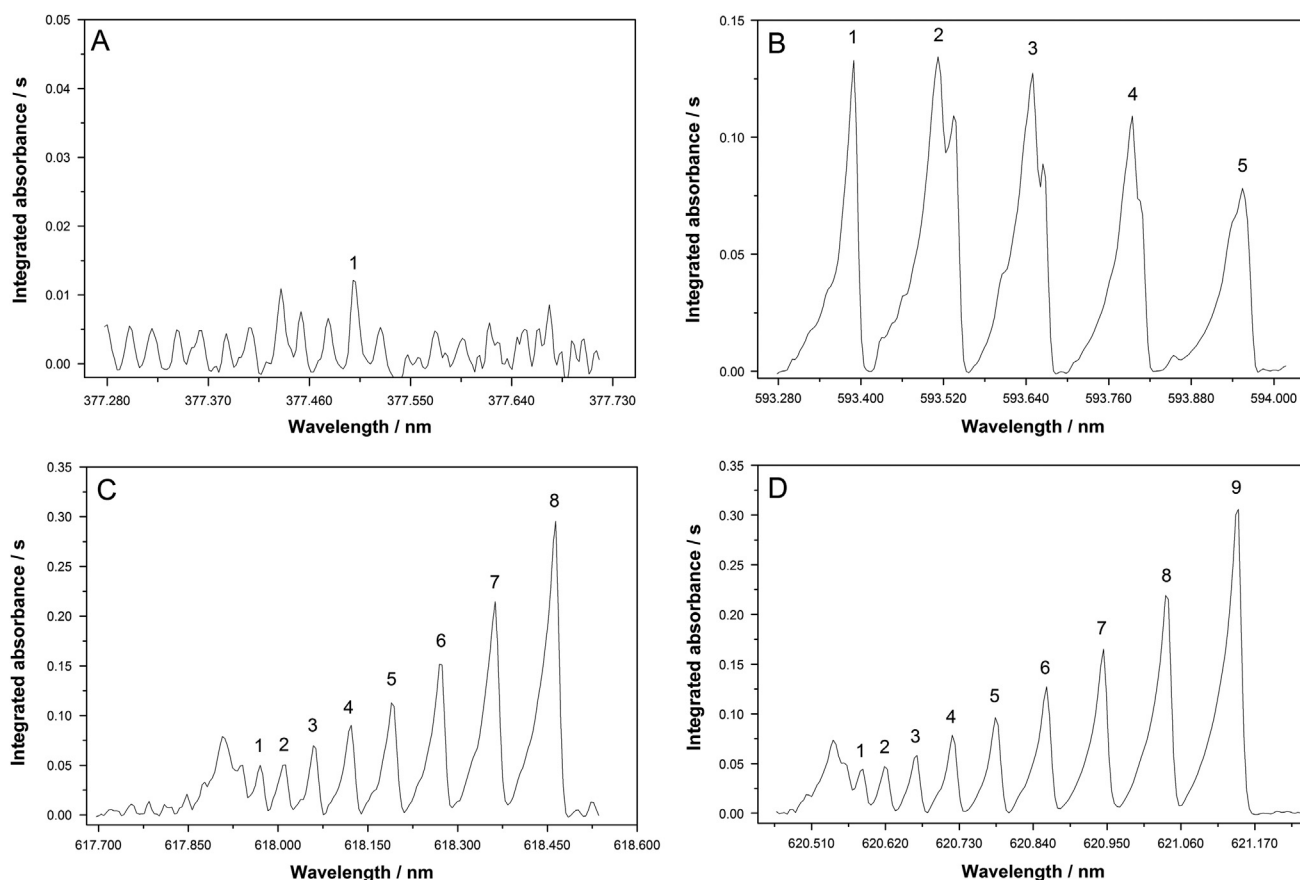 A
1
0.05
0.04
0.03
0.02
0.01
0.00
Integrated absorbance / s
377.280 377.370 377.460 377.550 377.640 377.730
Wavelength / nm
B
1 2 3 4 5
0.15
0.10
0.05
0.00
Integrated absorbance / s
593.280 593.400 593.520 593.640 593.760 593.880 594.000
Wavelength / nm
C
1 2 3 4 5 6 7 8
0.35
0.30
0.25
0.20
0.15
0.10
0.05
0.00
Integrated absorbance / s
617.700 617.850 618.000 618.150 618.300 618.450 618.600
Wavelength / nm
D
1 2 3 4 5 6 7 8 9
0.35
0.30
0.25
0.20
0.15
0.10
0.05
0.00
Integrated absorbance / s
620.510 620.620 620.730 620.840 620.950 621.060 621.170
Wavelength / nm